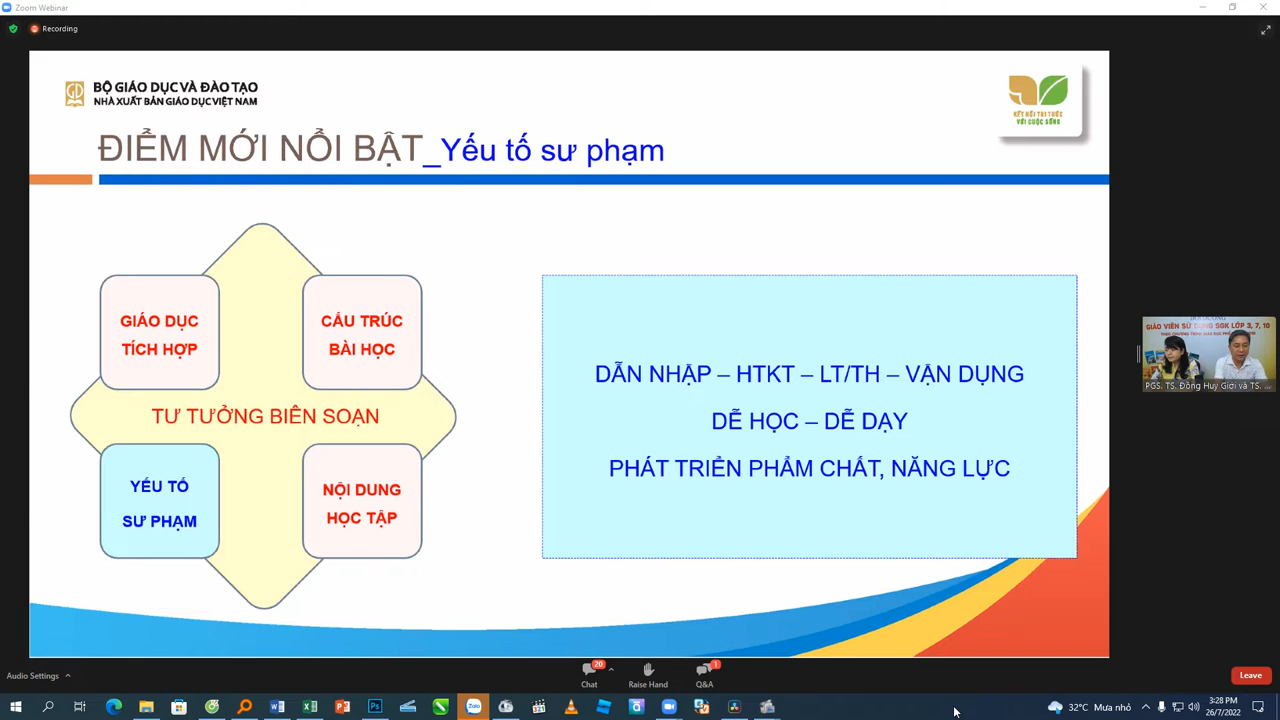 Zoom Webinar
Recording
BỘ GIÁO DỤC VÀ ĐÀO TẠO
NHÀ XUẤT BẢN GIÁO DỤC VIỆT NAM
KẾT NỐI TRI THỨC
VỚI CUỘC SỐNG
ĐIỂM MỚI NỔI BẬT_Yếu tố sư phạm
GIÁO DỤC
TÍCH HỢP
CẤU TRÚC
BÀI HỌC
TƯ TƯỞNG BIÊN SOẠN
YẾU TỐ
SƯ PHẠM
NỘI DUNG
HỌC TẬP
DẪN NHẬP – HTKT – LT/TH – VẬN DỤNG
DỄ HỌC – DỄ DẠY
PHÁT TRIỂN PHẨM CHẤT, NĂNG LỰC
GIÁO VIÊN SỬ DỤNG SGK LỚP 3, 7, 10
PGS. TS. Đồng Huy Giới và TS. ...
Audio Settings
20
Chat
Raise Hand
1
Q&A
Leave
Zalo
32°C Mưa nhỏ
3:28 PM
26/7/2022